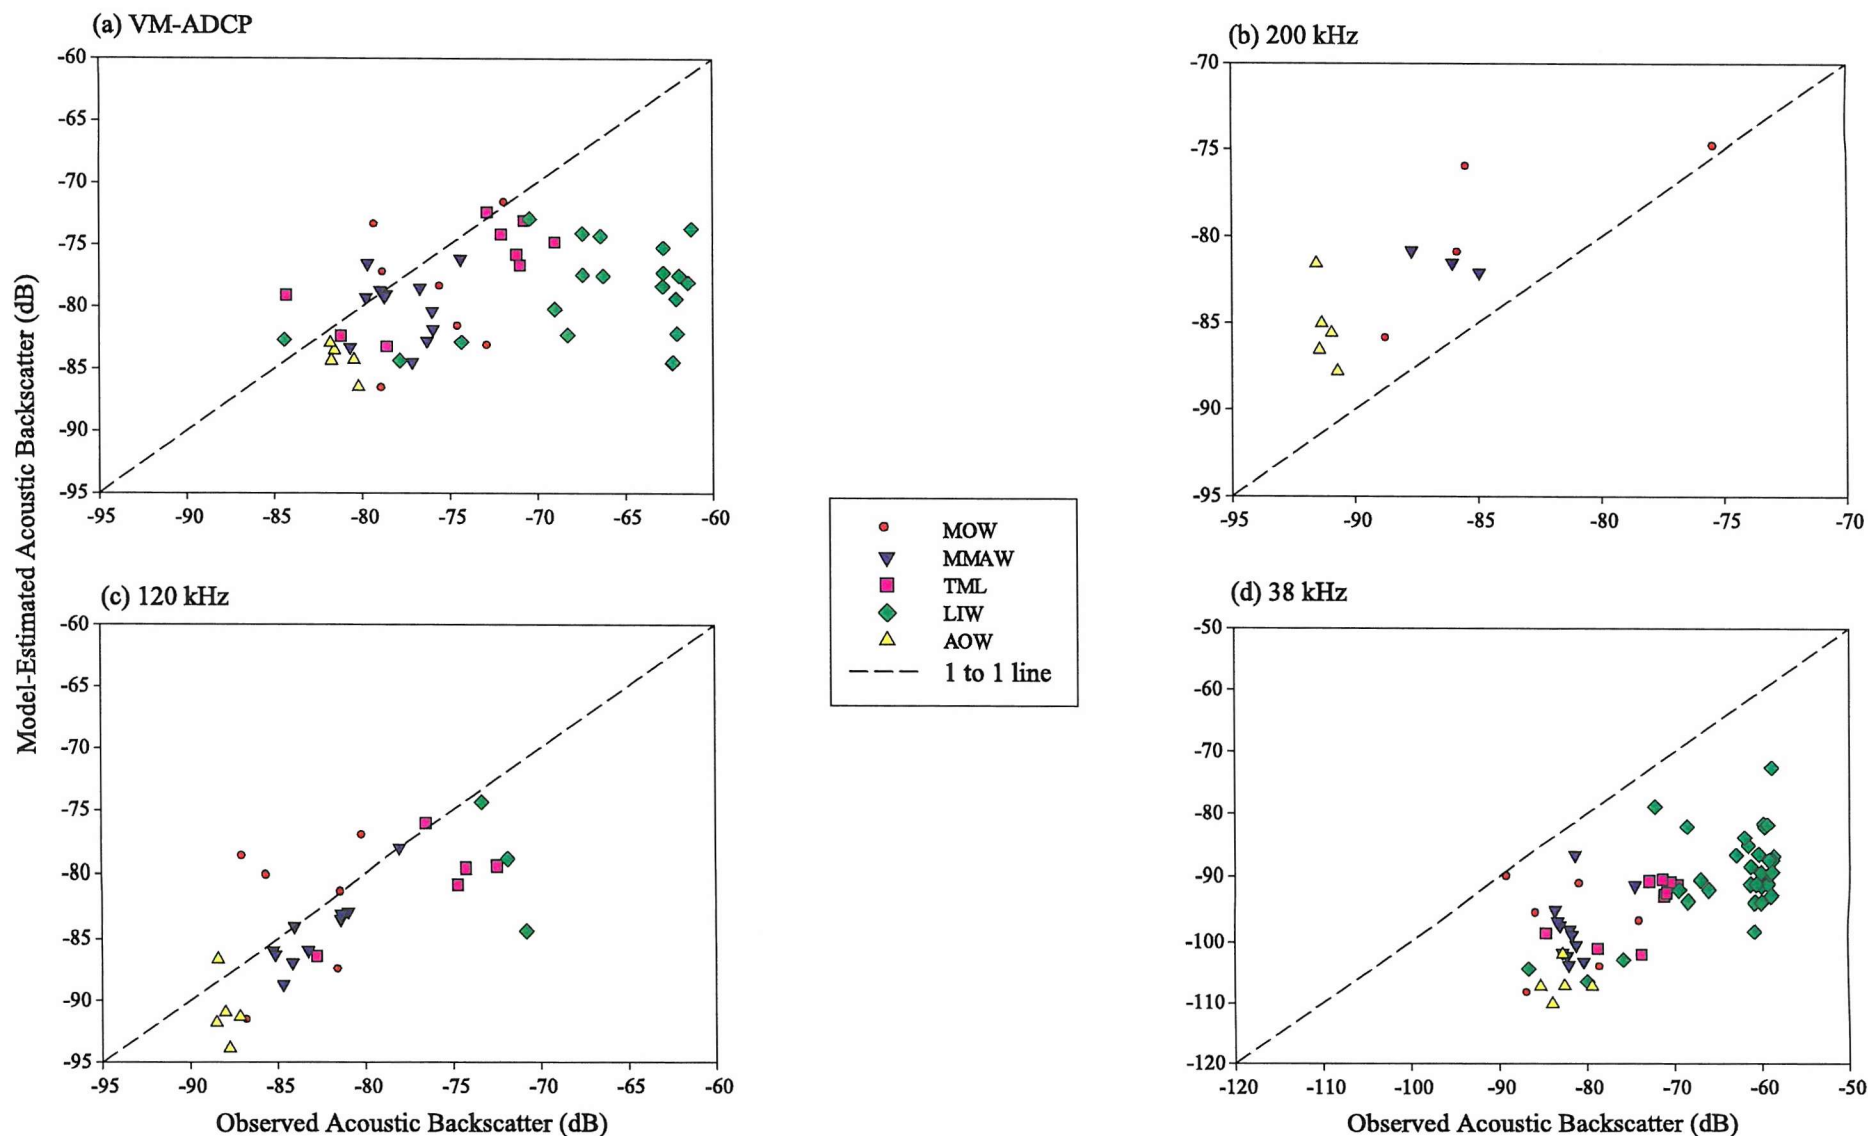 (a) VM-ADCP
-60
-65
-70
-75
-80
-85
-90
-95
-95 -90 -85 -80 -75 -70 -65 -60
(b) 200 kHz
-70
-75
-80
-85
-90
-95
-95 -90 -85 -80 -75 -70
Model-Estimated Acoustic Backscatter (dB)
MOW
MMAW
TML
LIW
AOW
1 to 1 line
(c) 120 kHz
-60
-65
-70
-75
-80
-85
-90
-95
-95 -90 -85 -80 -75 -70 -65 -60
Observed Acoustic Backscatter (dB)
(d) 38 kHz
-50
-60
-70
-80
-90
-100
-110
-120
-120 -110 -100 -90 -80 -70 -60 -50
Observed Acoustic Backscatter (dB)